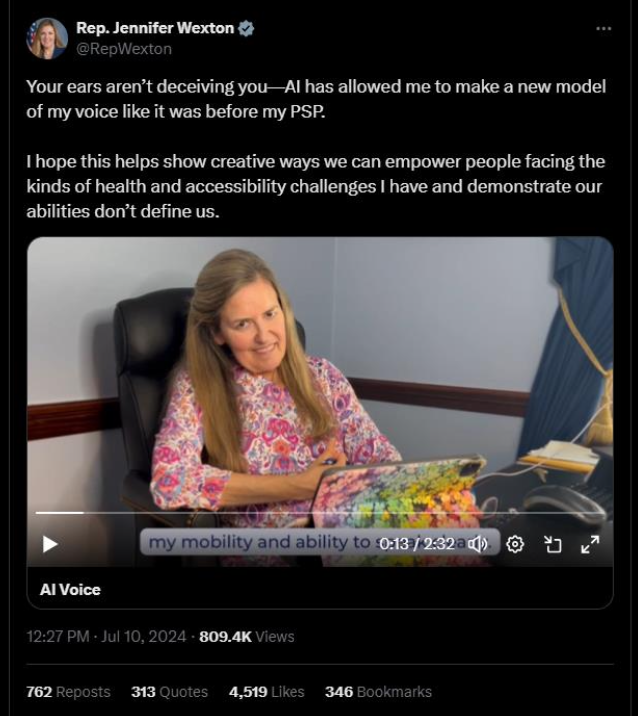 Rep. Jennifer Wexton
@RepWexton
Your ears aren't deceiving you—AI has allowed me to make a new model
of my voice like it was before my PSP.
I hope this helps show creative ways we can empower people facing the
kinds of health and accessibility challenges I have and demonstrate our
abilities don't define us.
my mobility and ability to
0:13 / 2:32
AI Voice
12:27 PM · Jul 10, 2024 · 809.4K Views
762 Reposts 313 Quotes 4,519 Likes 346 Bookmarks